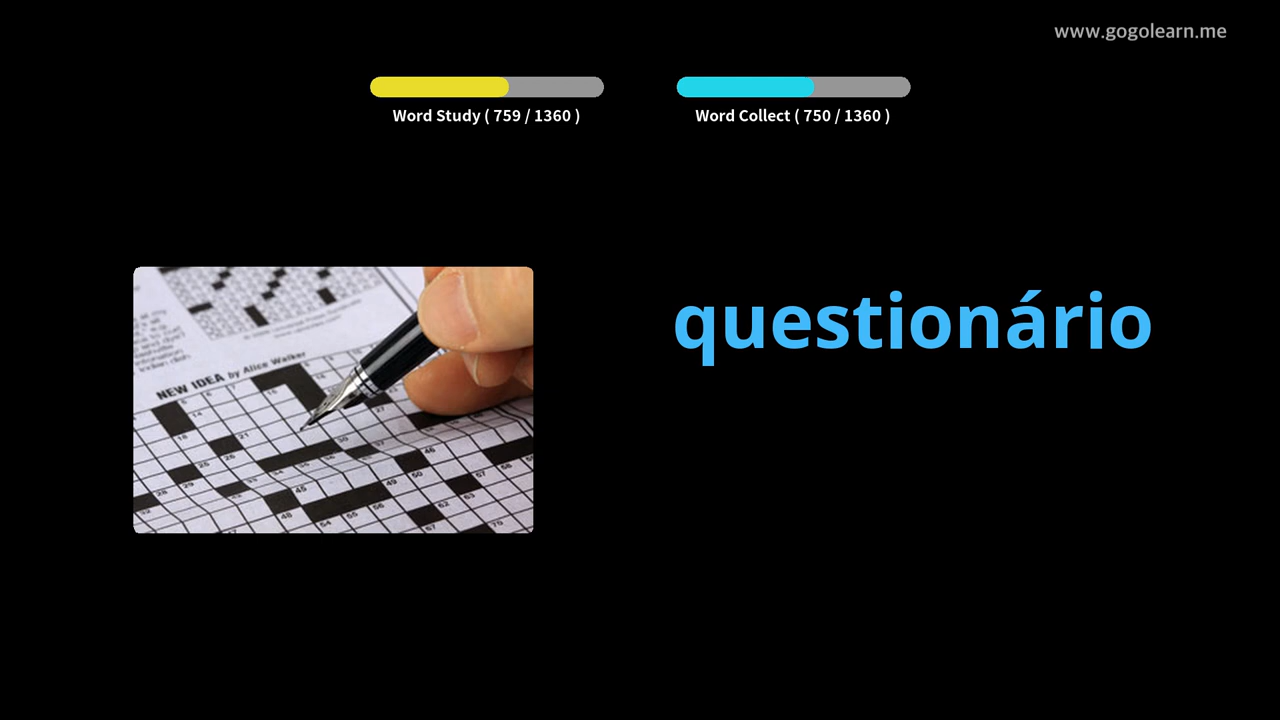 www.gogolearn.me
Word Study ( 759 / 1360 )
Word Collect ( 750 / 1360 )
questionário
NEW IDEA by Alice Walker